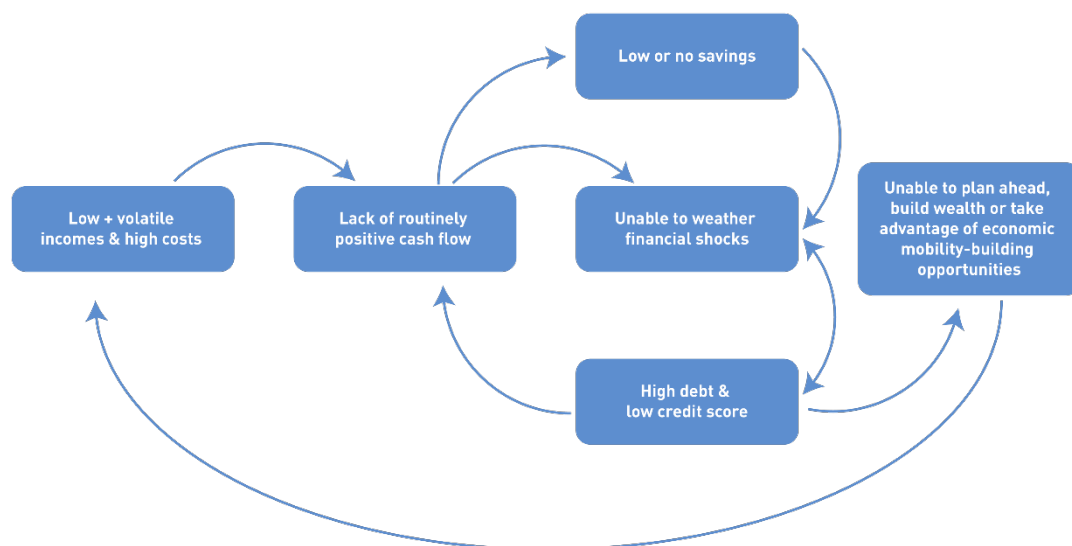 Low or no savings
Low + volatile
incomes & high costs
Lack of routinely
positive cash flow
Unable to weather
financial shocks
Unable to plan ahead,
build wealth or take
advantage of economic
mobility-building
opportunities
High debt &
low credit score